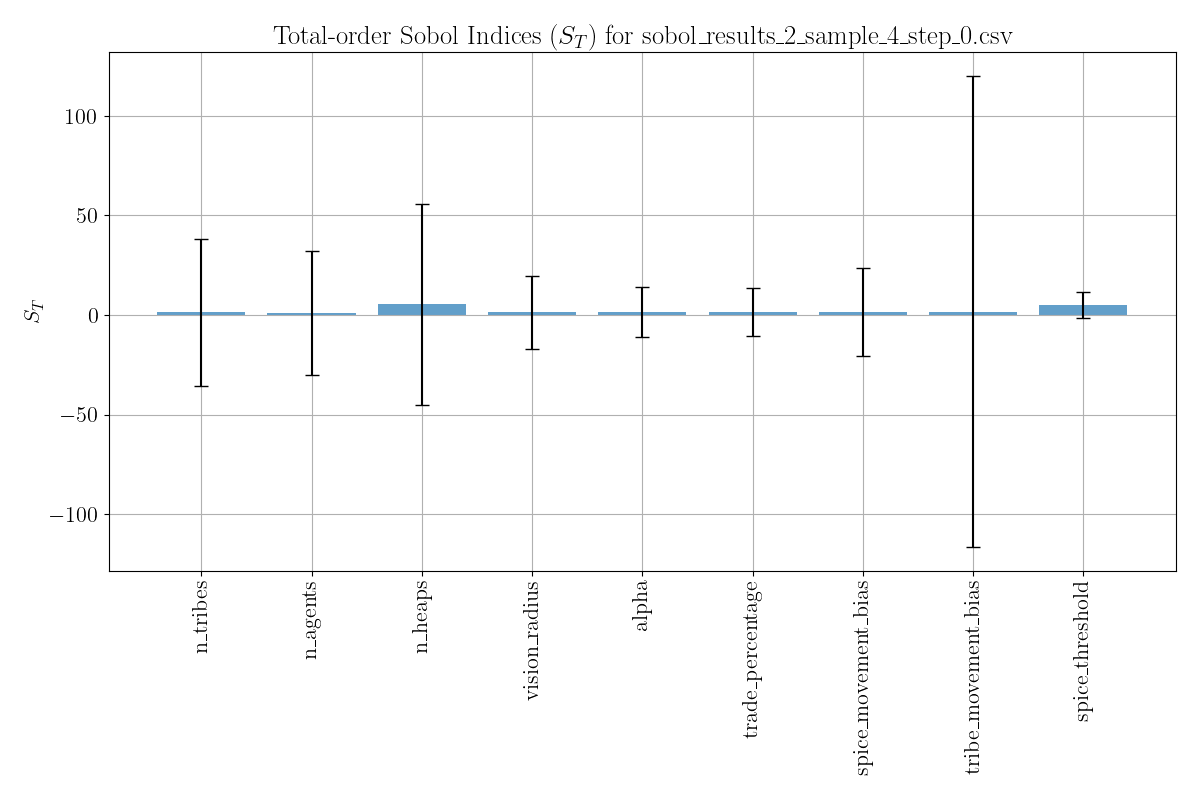 Total-order Sobol Indices (S_T) for sobol_results_2_sample_4_step_0.csv
S_T
100
50
0
−50
−100
n_tribes
n_agents
n_heaps
vision_radius
alpha
trade_percentage
spice_movement_bias
tribe_movement_bias
spice_threshold